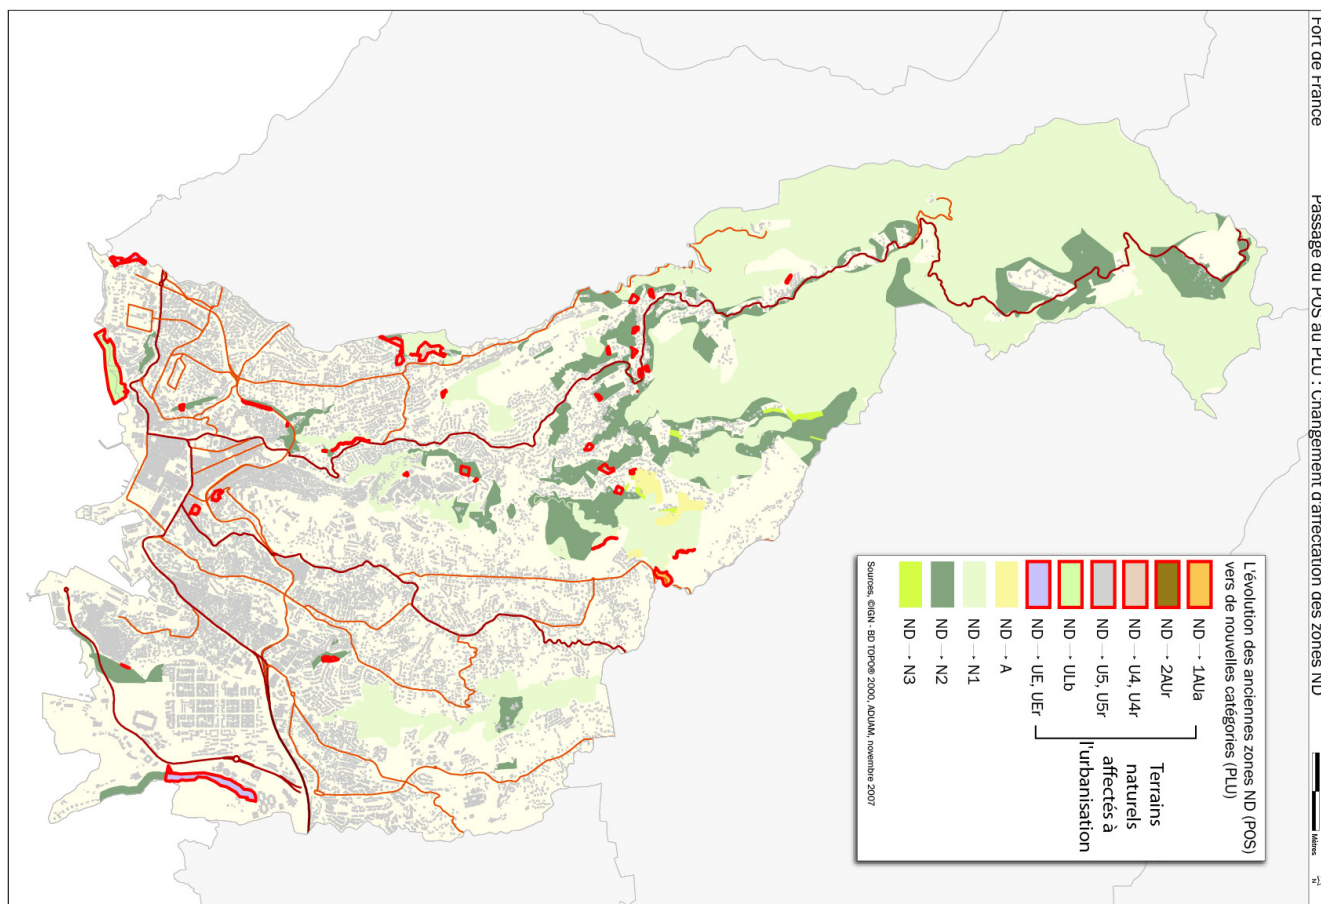 Fort de France
Passage du POS au PLU : Changement d'affectation des zones ND
Mètres
N
L'évolution des anciennes zones ND (POS)
vers de nouvelles catégories (PLU)
ND → 1AUa
ND → 2AUr
ND → U4, U4r
ND → U5, U5r
ND → ULb
ND → UE, UEr
ND → A
ND → N1
ND → N2
ND → N3
Terrains
naturels
affectés à
l'urbanisation
Sources, ©IGN - BD TOPO® 2000, ADUAM, novembre 2007